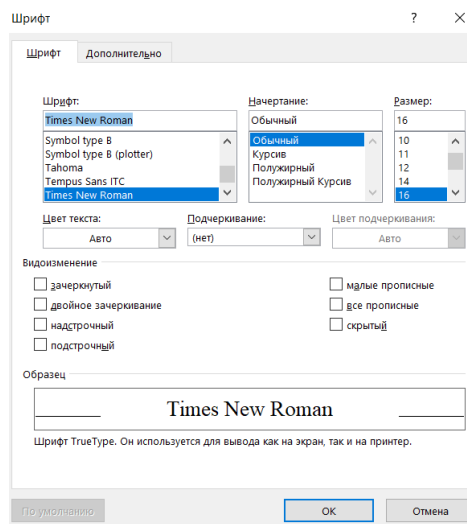 Шрифт ? ×
Шрифт Дополнительно
Шрифт: Начертание: Размер:
Times New Roman Обычный 16
Symbol type B Обычный 10
Symbol type B (plotter) Курсив 11
Tahoma Полужирный 12
Tempus Sans ITC Полужирный Курсив 14
Times New Roman 16
Цвет текста: Подчеркивание: Цвет подчеркивания:
Авто (нет) Авто
Видоизменение
зачеркнутый малые прописные
двойное зачеркивание все прописные
надстрочный скрытый
подстрочный
Образец
Times New Roman
Шрифт TrueType. Он используется для вывода как на экран, так и на принтер.
По умолчанию ОК Отмена